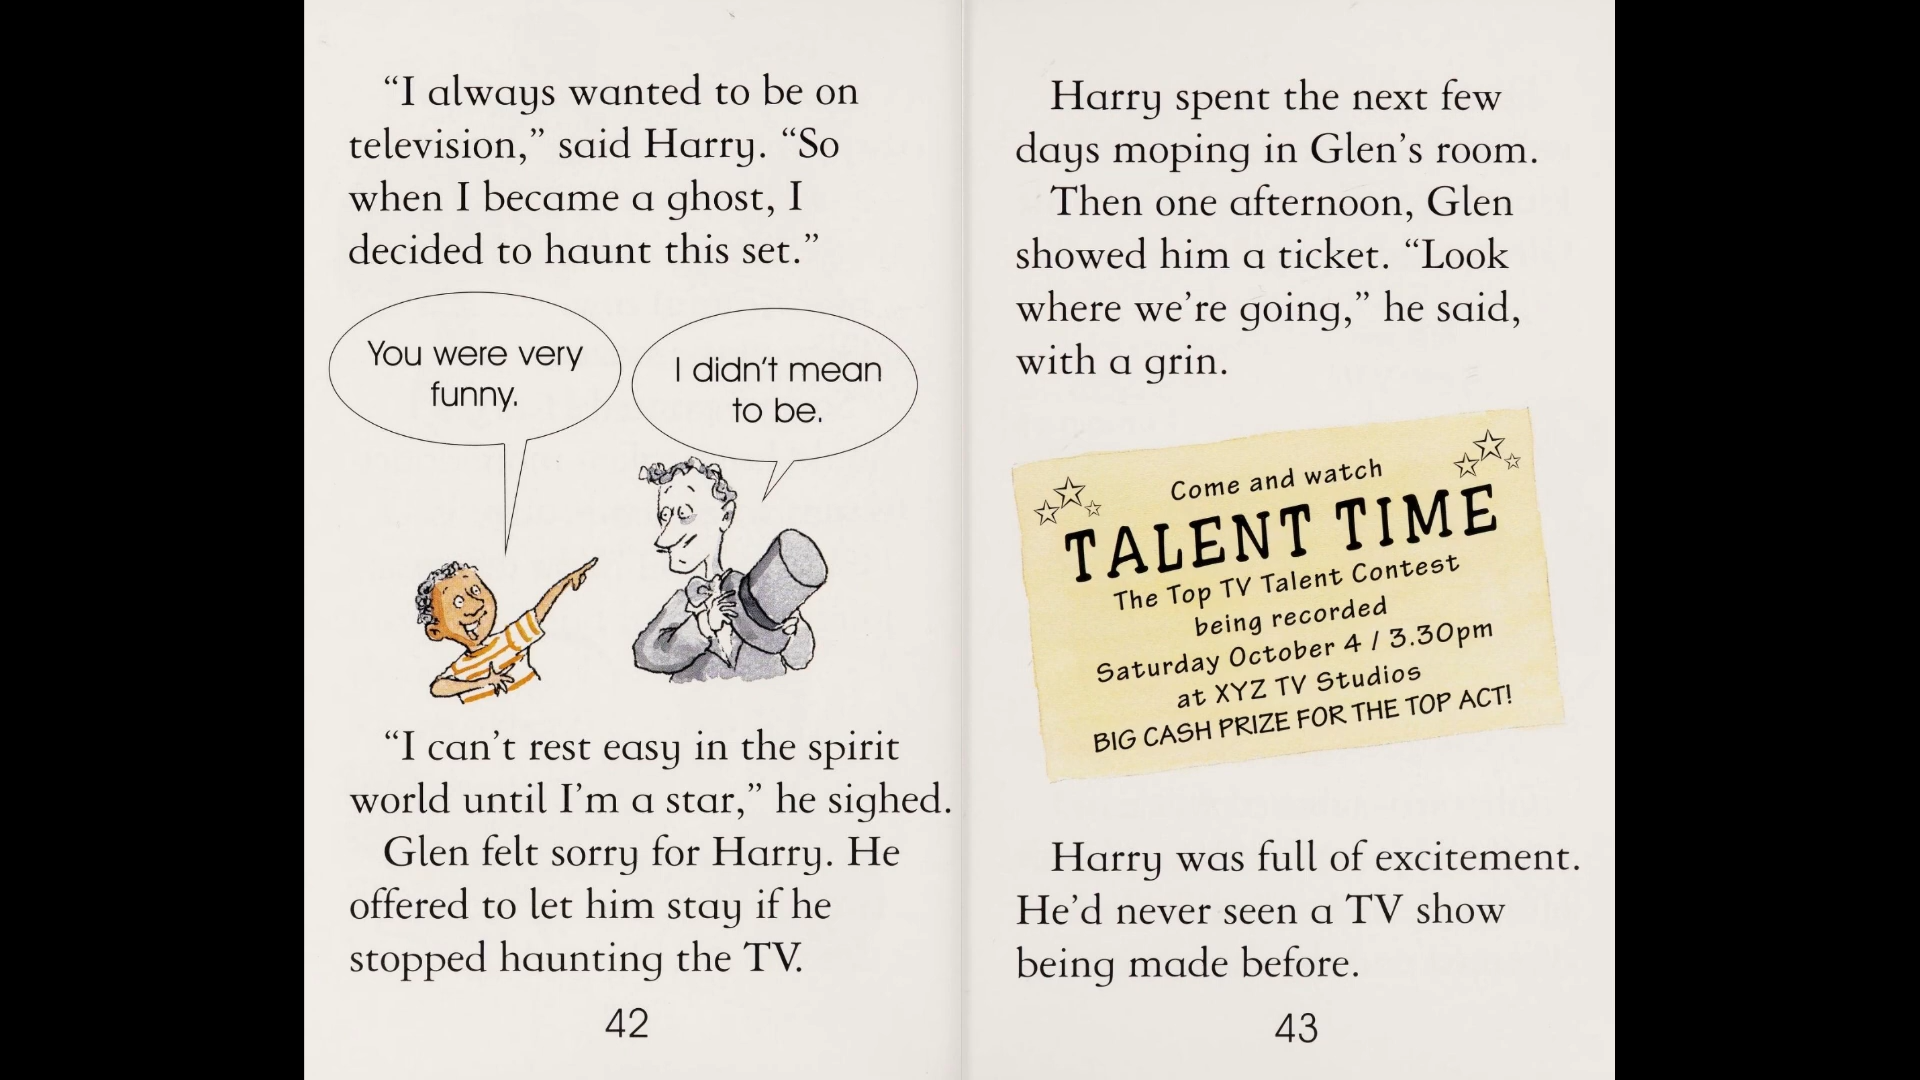 “I always wanted to be on
television,” said Harry. “So
when I became a ghost, I
decided to haunt this set.”
You were very
funny.
I didn’t mean
to be.
“I can’t rest easy in the spirit
world until I’m a star,” he sighed.
Glen felt sorry for Harry. He
offered to let him stay if he
stopped haunting the TV.
42
Harry spent the next few
days moping in Glen’s room.
Then one afternoon, Glen
showed him a ticket. “Look
where we’re going,” he said,
with a grin.
Come and watch
TALENT TIME
The Top TV Talent Contest
being recorded
Saturday October 4 / 3.30pm
at XYZ TV Studios
BIG CASH PRIZE FOR THE TOP ACT!
Harry was full of excitement.
He’d never seen a TV show
being made before.
43